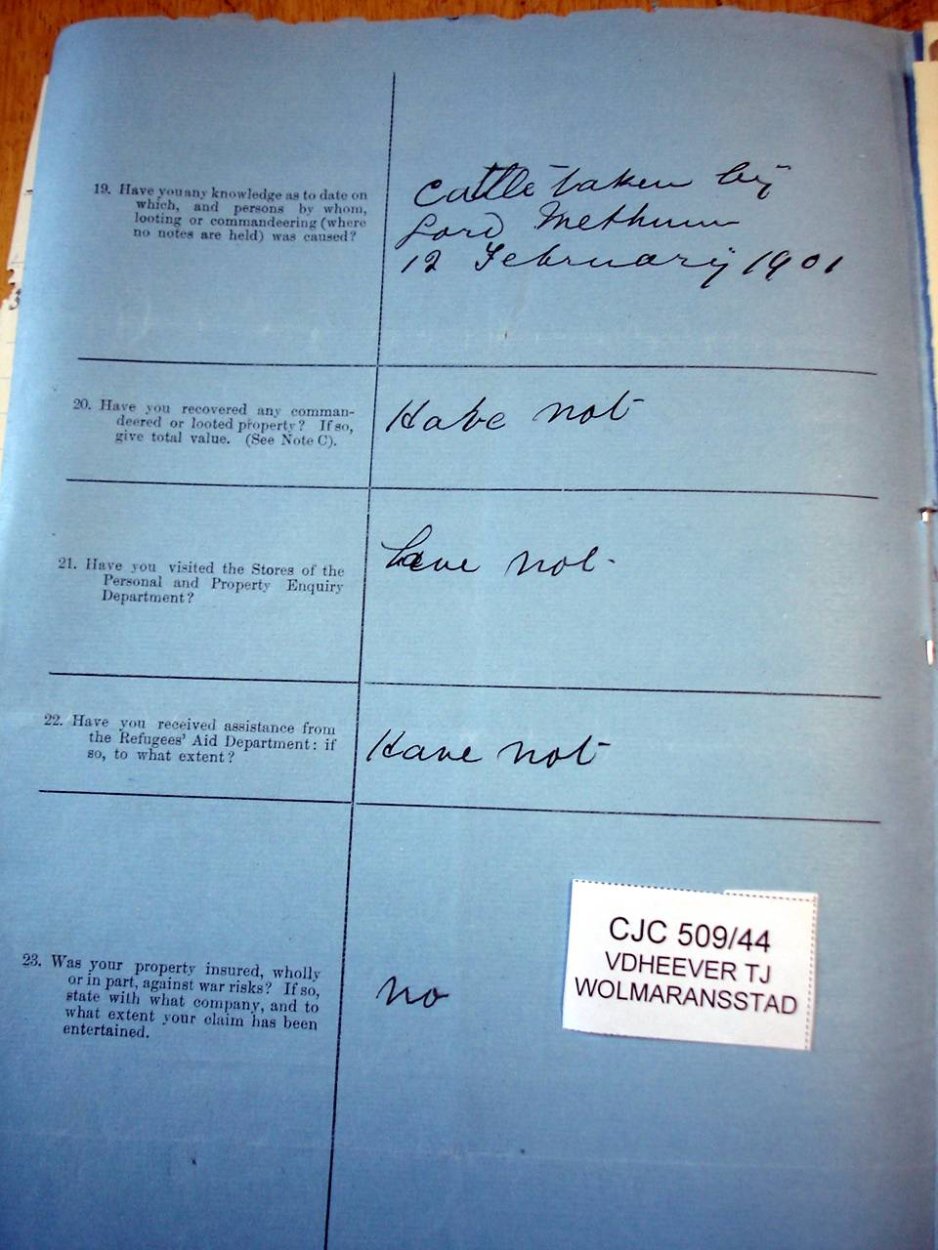 19. Have you any knowledge as to date on
which, and persons by whom,
looting or commandeering (where
no notes are held) was caused?
Cattle taken by
Lord Methuen
12 February 1901
20. Have you recovered any comman-
deered or looted property? If so,
give total value. (See Note C).
Have not
21. Have you visited the Stores of the
Personal and Property Enquiry
Department?
Have not.
22. Have you received assistance from
the Refugees' Aid Department: if
so, to what extent?
Have not
23. Was your property insured, wholly
or in part, against war risks? If so,
state with what company, and to
what extent your claim has been
entertained.
no
CJC 509/44
VDHEEVER TJ
WOLMARANSSTAD